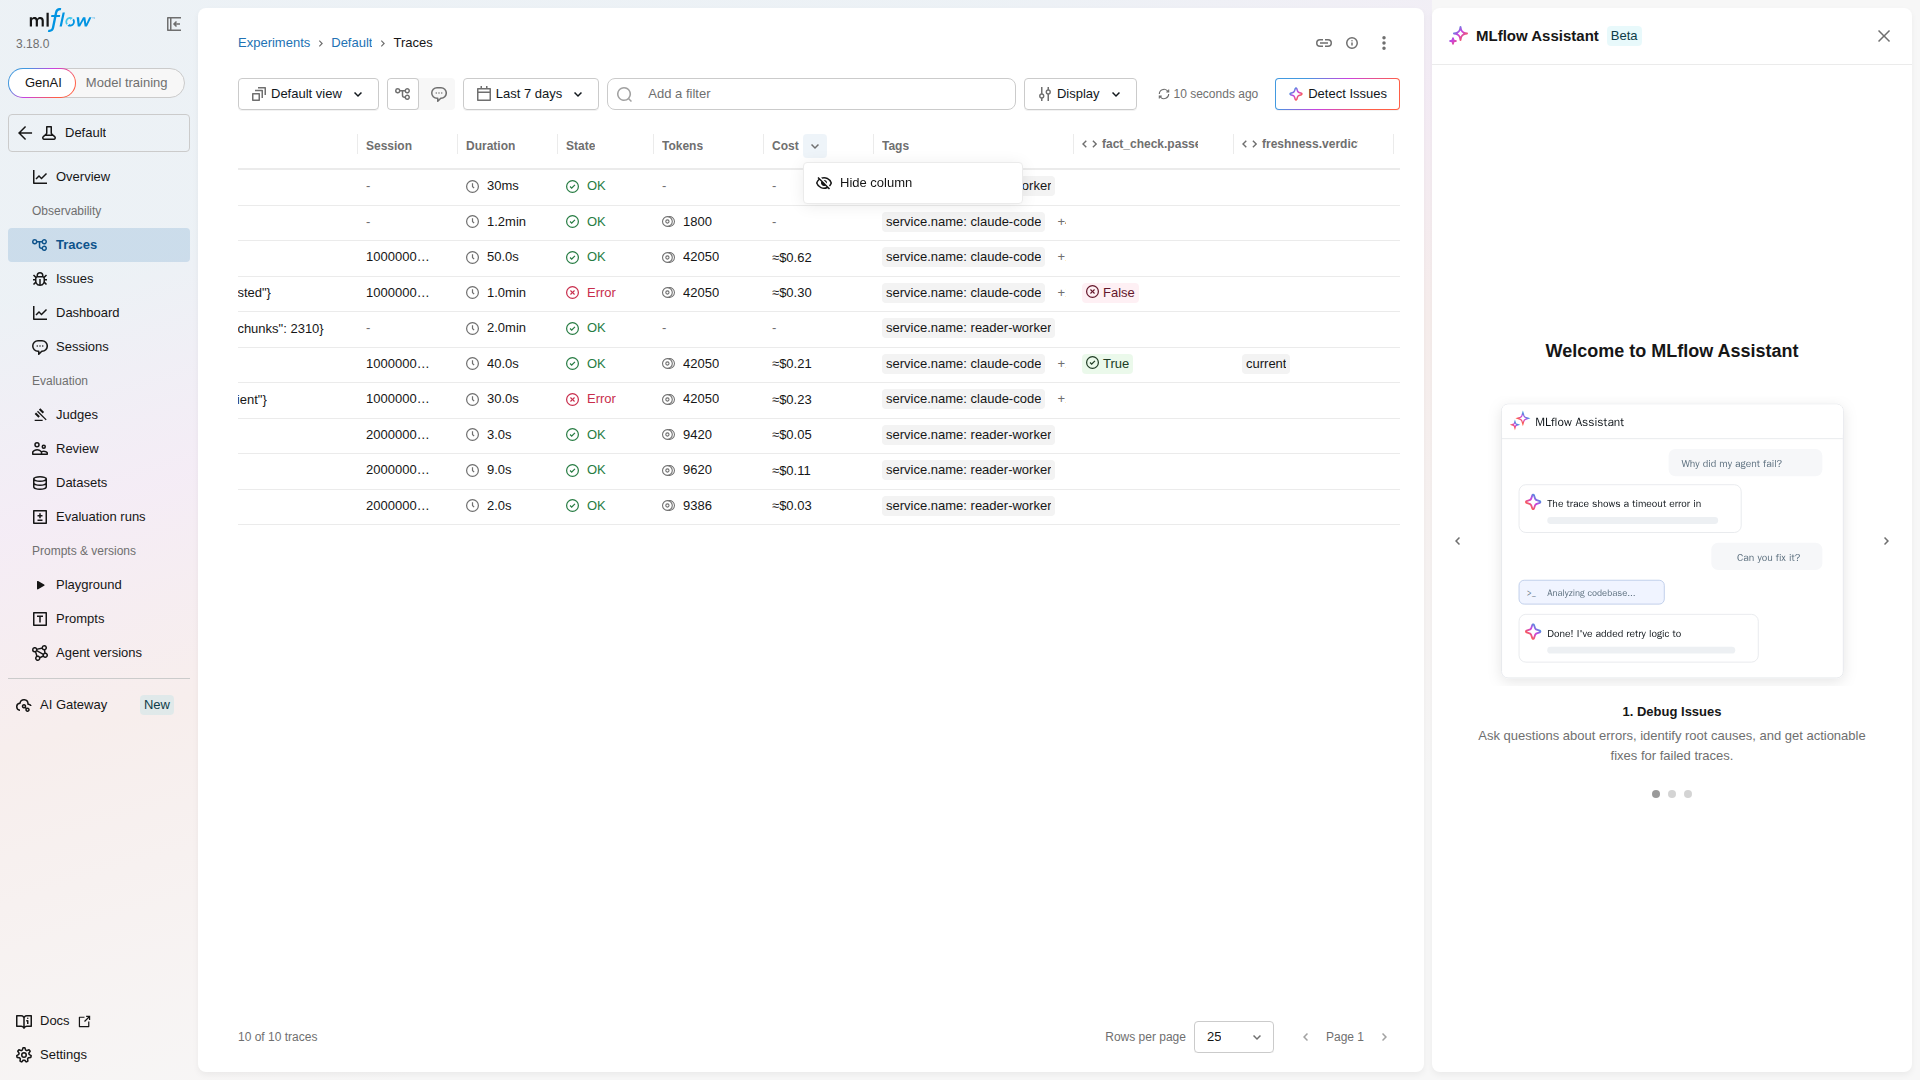 mlflow
3.18.0
GenAI
Model training
Default
Overview
Observability
Traces
Issues
Dashboard
Sessions
Evaluation
Judges
Review
Datasets
Evaluation runs
Prompts & versions
Playground
Prompts
Agent versions
AI Gateway New
Docs
Settings
Experiments › Default › Traces
Default view
Last 7 days
Add a filter
Display
10 seconds ago
Detect Issues
Session Duration State Tokens Cost Tags fact_check.passe freshness.verdic
Hide column
- 30ms OK - - orker
- 1.2min OK 1800 - service.name: claude-code +
1000000… 50.0s OK 42050 ≈$0.62 service.name: claude-code +
sted"} 1000000… 1.0min Error 42050 ≈$0.30 service.name: claude-code + False
chunks": 2310} - 2.0min OK - - service.name: reader-worker
1000000… 40.0s OK 42050 ≈$0.21 service.name: claude-code + True current
ient"} 1000000… 30.0s Error 42050 ≈$0.23 service.name: claude-code +
2000000… 3.0s OK 9420 ≈$0.05 service.name: reader-worker
2000000… 9.0s OK 9620 ≈$0.11 service.name: reader-worker
2000000… 2.0s OK 9386 ≈$0.03 service.name: reader-worker
10 of 10 traces
Rows per page 25 Page 1
MLflow Assistant Beta
Welcome to MLflow Assistant
MLflow Assistant
Why did my agent fail?
The trace shows a timeout error in
Can you fix it?
>_ Analyzing codebase...
Done! I've added retry logic to
1. Debug Issues
Ask questions about errors, identify root causes, and get actionable
fixes for failed traces.